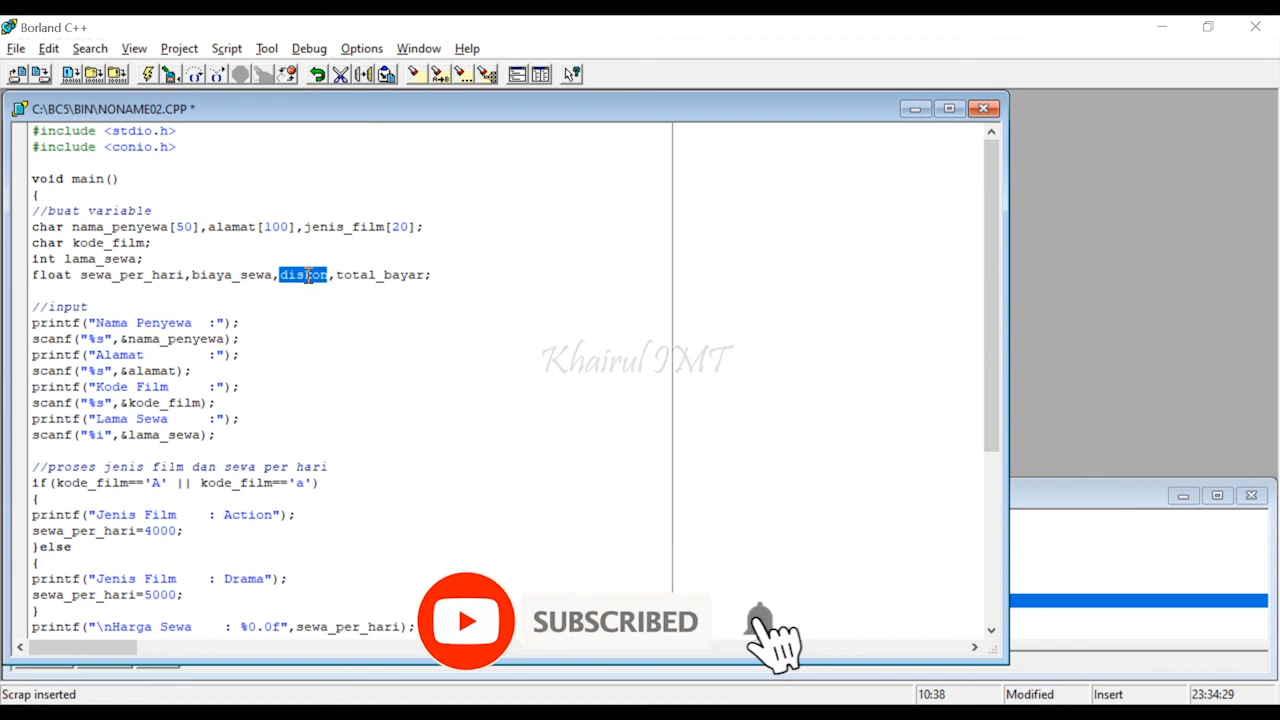 Borland C++
File Edit Search View Project Script Tool Debug Options Window Help
C:\BC5\BIN\NONAME02.CPP *
#include <stdio.h>
#include <conio.h>
void main()
{
//buat variable
char nama_penyewa[50],alamat[100],jenis_film[20];
char kode_film;
int lama_sewa;
float sewa_per_hari,biaya_sewa,diskon,total_bayar;
//input
printf("Nama Penyewa  :");
scanf("%s",&nama_penyewa);
printf("Alamat        :");
scanf("%s",&alamat);
printf("Kode Film     :");
scanf("%s",&kode_film);
printf("Lama Sewa     :");
scanf("%i",&lama_sewa);
//proses jenis film dan sewa per hari
if(kode_film=='A' || kode_film=='a')
{
printf("Jenis Film    : Action");
sewa_per_hari=4000;
}else
{
printf("Jenis Film    : Drama");
sewa_per_hari=5000;
}
printf("\nHarga Sewa    : %0.0f",sewa_per_hari);
Khairul IMT
SUBSCRIBED
Scrap inserted 10:38 Modified Insert 23:34:29